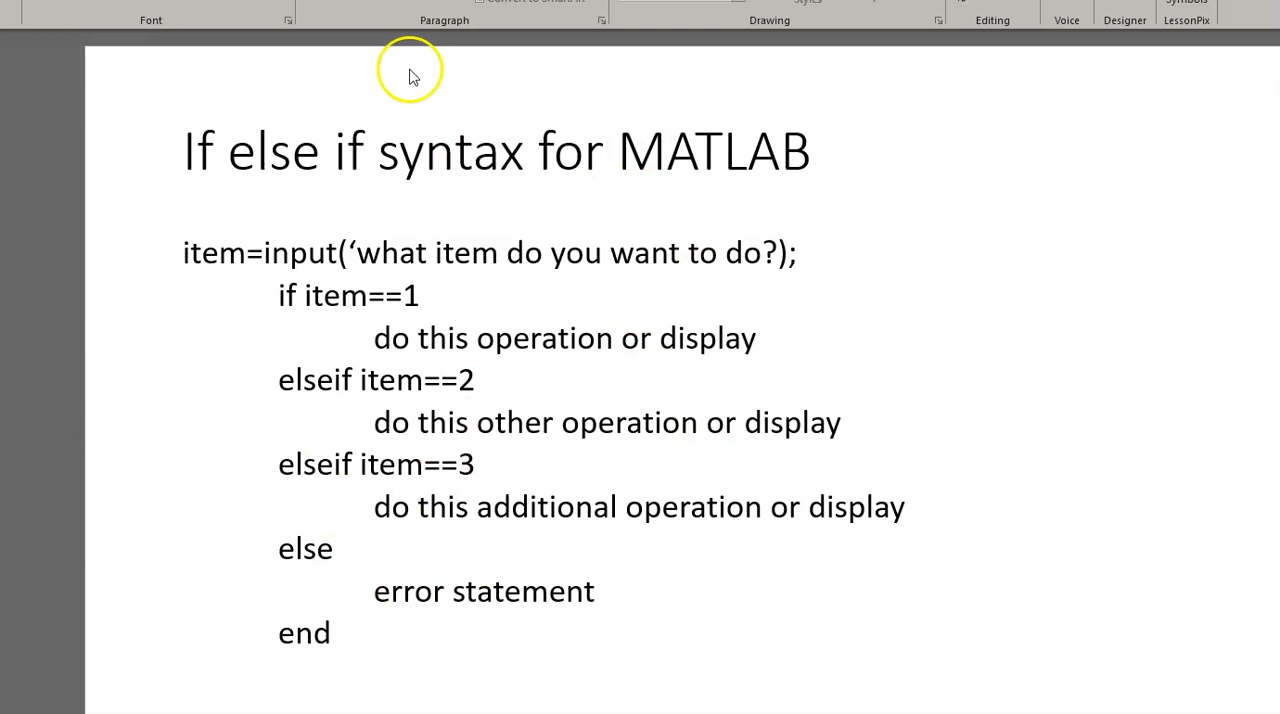 Font Paragraph Drawing Editing Voice Designer LessonPix
If else if syntax for MATLAB
item=input(‘what item do you want to do?);
if item==1
do this operation or display
elseif item==2
do this other operation or display
elseif item==3
do this additional operation or display
else
error statement
end